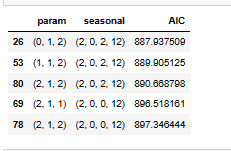 param seasonal AIC
26 (0, 1, 2) (2, 0, 2, 12) 887.937509
53 (1, 1, 2) (2, 0, 2, 12) 889.905125
80 (2, 1, 2) (2, 0, 2, 12) 890.668798
69 (2, 1, 1) (2, 0, 0, 12) 896.518161
78 (2, 1, 2) (2, 0, 0, 12) 897.346444